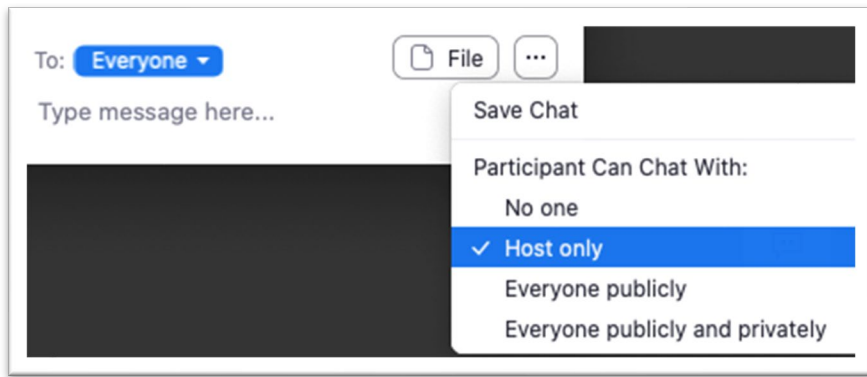 To: Everyone File ...
Type message here...
Save Chat
Participant Can Chat With:
No one
✓ Host only
Everyone publicly
Everyone publicly and privately